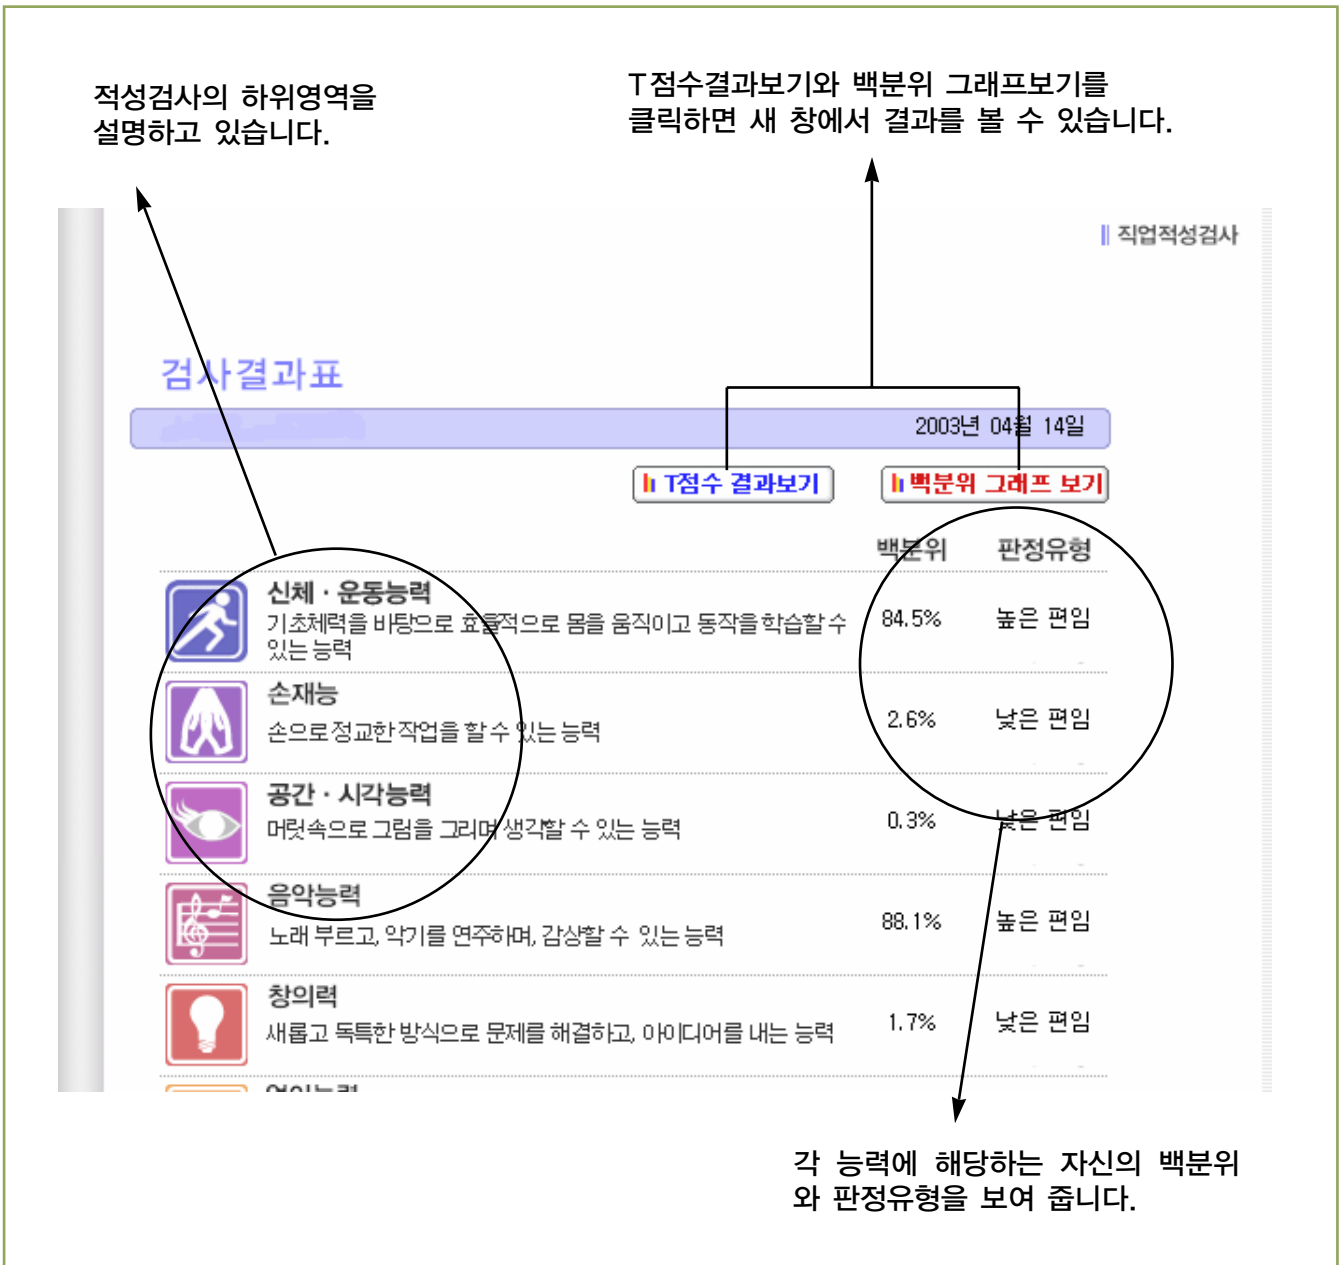 적성검사의 하위영역을
설명하고 있습니다.
T점수결과보기와 백분위 그래프보기를
클릭하면 새 창에서 결과를 볼 수 있습니다.
직업적성검사
검사결과표
2003년 04월 14일
T점수 결과보기
백분위 그래프 보기
백분위 판정유형
신체 · 운동능력
기초체력을 바탕으로 효율적으로 몸을 움직이고 동작을 학습할 수
있는 능력
84.5% 높은 편임
손재능
손으로 정교한 작업을 할 수 있는 능력
2.6% 낮은 편임
공간 · 시각능력
머릿속으로 그림을 그리며 생각할 수 있는 능력
0.3% 낮은 편임
음악능력
노래 부르고, 악기를 연주하며, 감상할 수 있는 능력
88.1% 높은 편임
창의력
새롭고 독특한 방식으로 문제를 해결하고, 아이디어를 내는 능력
1.7% 낮은 편임
각 능력에 해당하는 자신의 백분위
와 판정유형을 보여 줍니다.